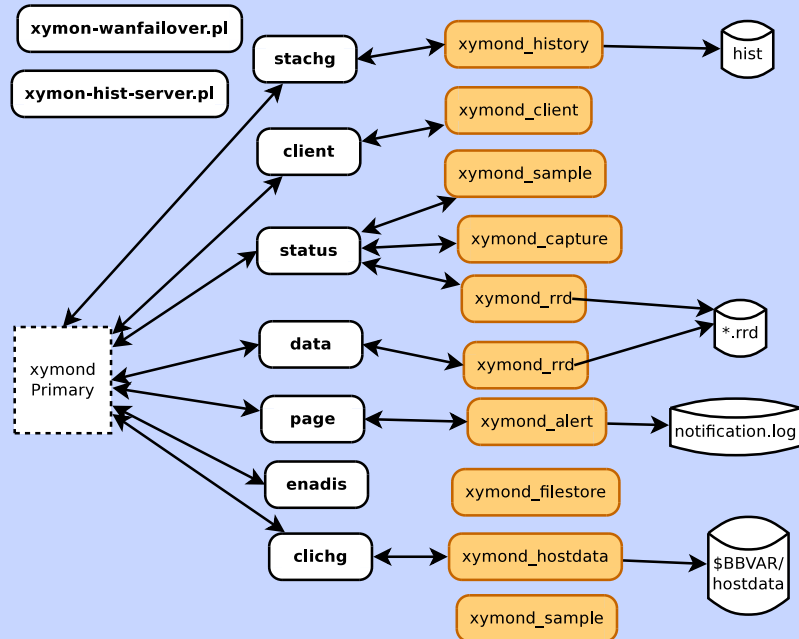 xymon-wanfailover.pl
xymon-hist-server.pl
stachg
xymond_history
hist
client
xymond_client
xymond_sample
status
xymond_capture
xymond_rrd
*.rrd
xymond
Primary
data
xymond_rrd
page
xymond_alert
notification.log
enadis
xymond_filestore
clichg
xymond_hostdata
$BBVAR/
hostdata
xymond_sample